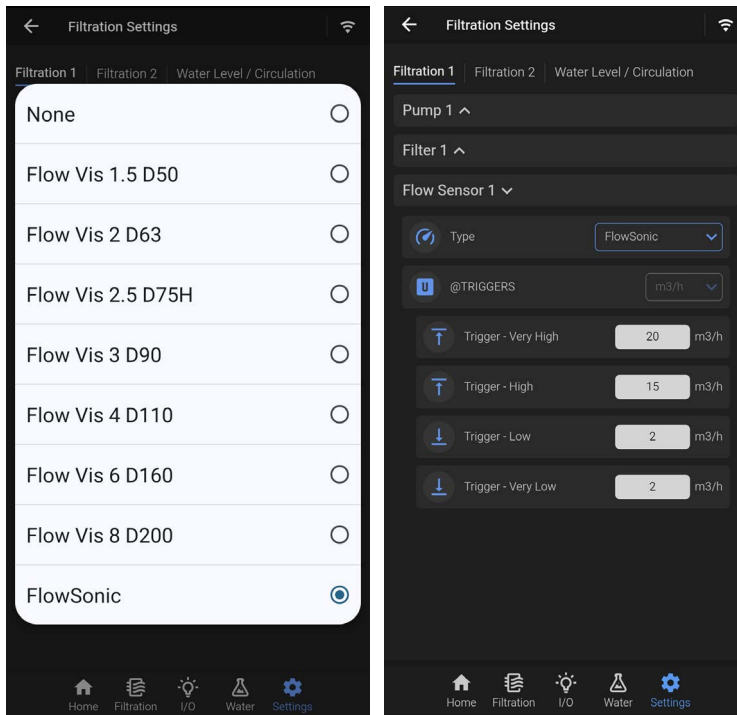 Filtration Settings
Filtration 1 Filtration 2 Water Level / Circulation
None
Flow Vis 1.5 D50
Flow Vis 2 D63
Flow Vis 2.5 D75H
Flow Vis 3 D90
Flow Vis 4 D110
Flow Vis 6 D160
Flow Vis 8 D200
FlowSonic
Home Filtration I/O Water Settings
Filtration Settings
Filtration 1 Filtration 2 Water Level / Circulation
Pump 1
Filter 1
Flow Sensor 1
Type FlowSonic
U @TRIGGERS m3/h
Trigger - Very High 20 m3/h
Trigger - High 15 m3/h
Trigger - Low 2 m3/h
Trigger - Very Low 2 m3/h
Home Filtration I/O Water Settings